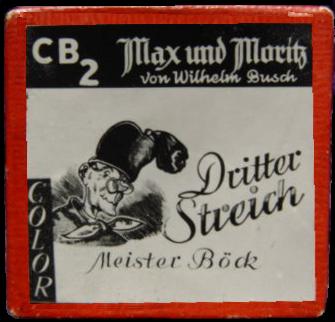 CB2 Max und Moritz
von Wilhelm Busch
Dritter
Streich
Meister Böck
COLOR